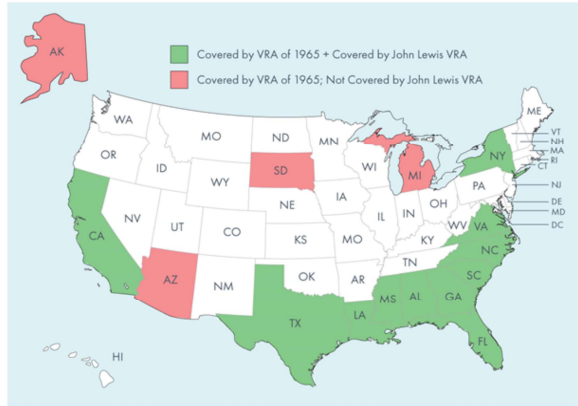 AK
Covered by VRA of 1965 + Covered by John Lewis VRA
Covered by VRA of 1965; Not Covered by John Lewis VRA
WA
MO
ND
MN
ME
VT
NH
MA
RI
CT
OR
ID
WY
SD
WI
MI
NY
PA
NJ
DE
MD
DC
NE
IA
IL
IN
OH
WV
VA
CA
NV
UT
CO
KS
MO
KY
NC
AZ
NM
OK
AR
TN
SC
TX
LA
MS
AL
GA
FL
HI